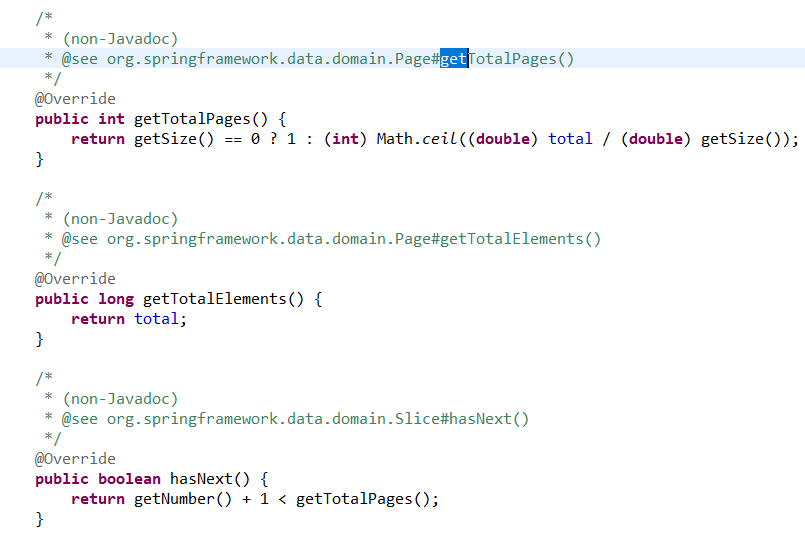 /*
 * (non-Javadoc)
 * @see org.springframework.data.domain.Page#getTotalPages()
 */
@Override
public int getTotalPages() {
    return getSize() == 0 ? 1 : (int) Math.ceil((double) total / (double) getSize());
}
/*
 * (non-Javadoc)
 * @see org.springframework.data.domain.Page#getTotalElements()
 */
@Override
public long getTotalElements() {
    return total;
}
/*
 * (non-Javadoc)
 * @see org.springframework.data.domain.Slice#hasNext()
 */
@Override
public boolean hasNext() {
    return getNumber() + 1 < getTotalPages();
}